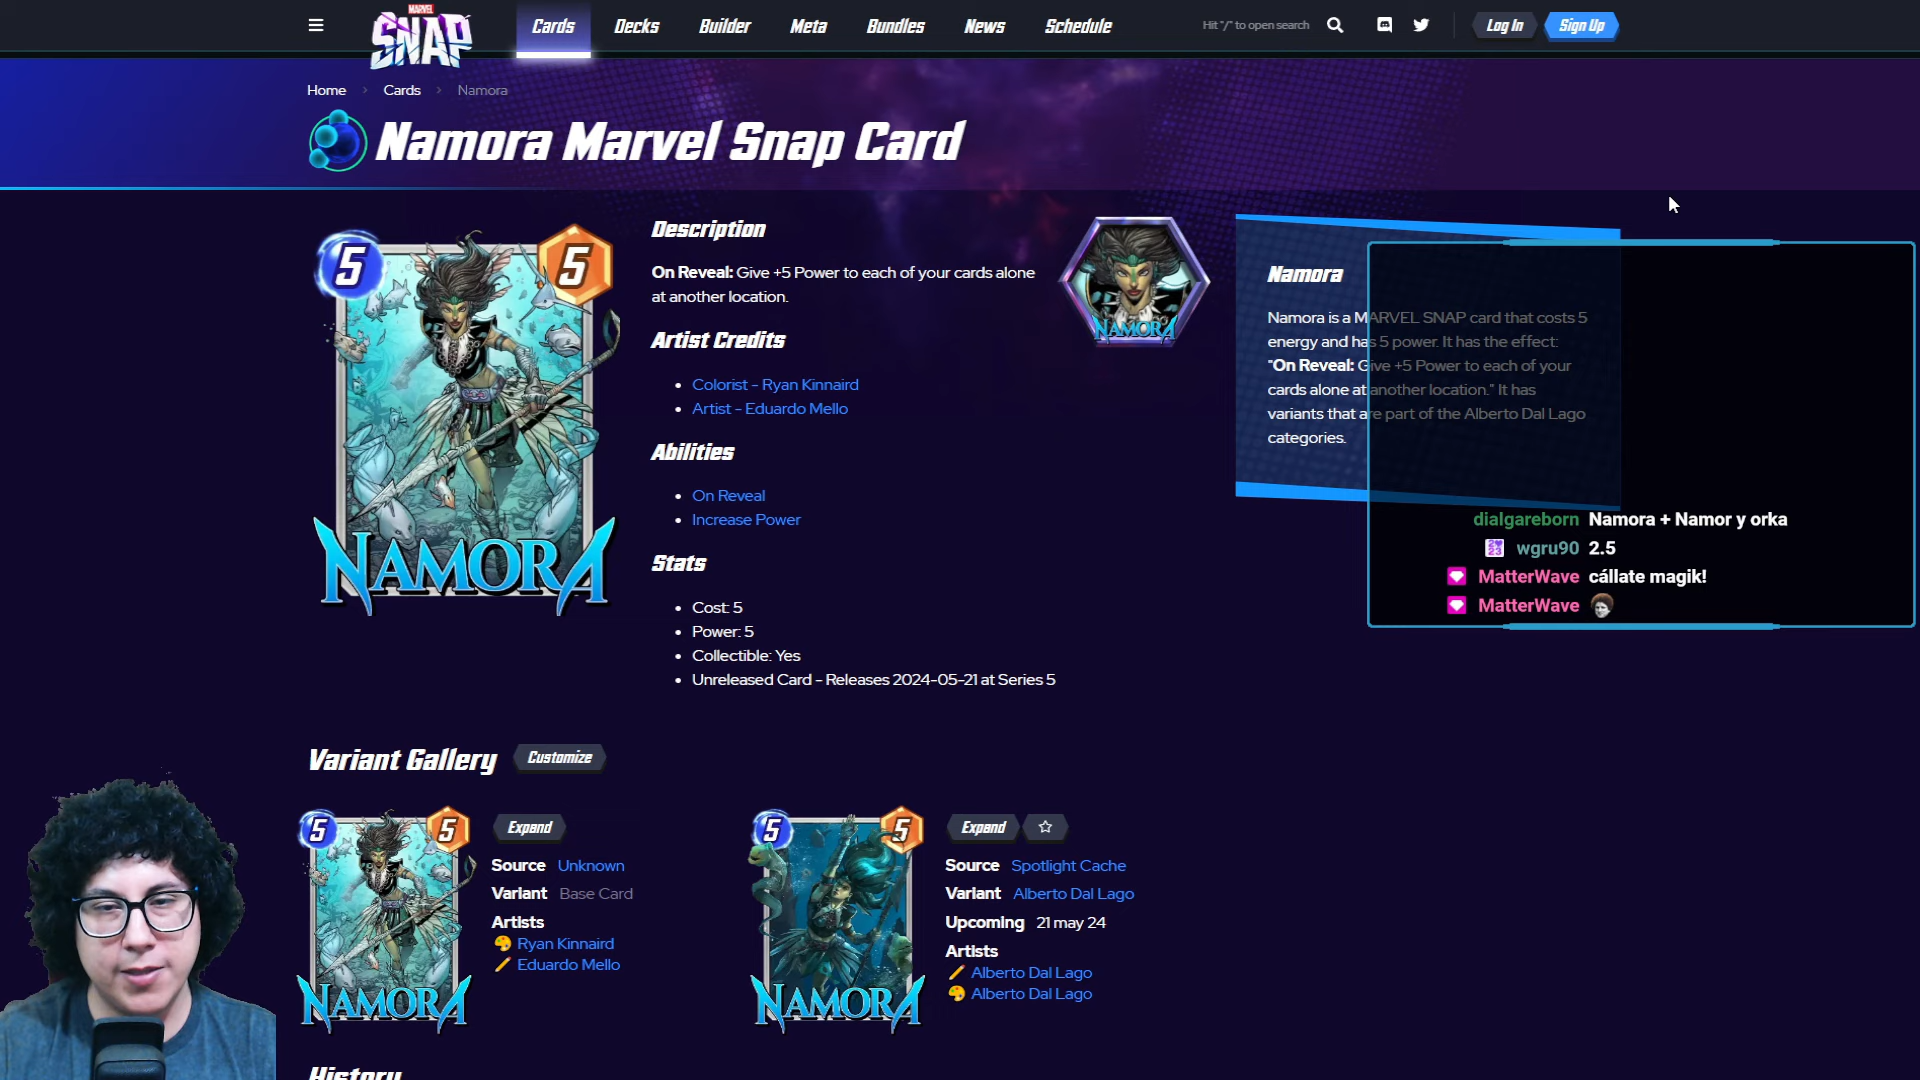 MARVEL
SNAP
Cards
Decks
Builder
Meta
Bundles
News
Schedule
Hit "/" to open search
Log In
Sign Up
Home
Cards
Namora
Namora Marvel Snap Card
5
5
NAMORA
Description
On Reveal: Give +5 Power to each of your cards alone
at another location.
Artist Credits
Colorist - Ryan Kinnaird
Artist - Eduardo Mello
Abilities
On Reveal
Increase Power
Stats
Cost: 5
Power: 5
Collectible: Yes
Unreleased Card - Releases 2024-05-21 at Series 5
NAMORA
Namora
Namora is a MARVEL SNAP card that costs 5
energy and has 5 power. It has the effect:
"On Reveal: Give +5 Power to each of your
cards alone at another location." It has
variants that are part of the Alberto Dal Lago
categories.
dialgareborn Namora + Namor y orka
wgru90 2.5
MatterWave cállate magik!
MatterWave
Variant Gallery
Customize
5
5
NAMORA
Expand
Source Unknown
Variant Base Card
Artists
Ryan Kinnaird
Eduardo Mello
5
5
NAMORA
Expand
Source Spotlight Cache
Variant Alberto Dal Lago
Upcoming 21 may 24
Artists
Alberto Dal Lago
Alberto Dal Lago
History